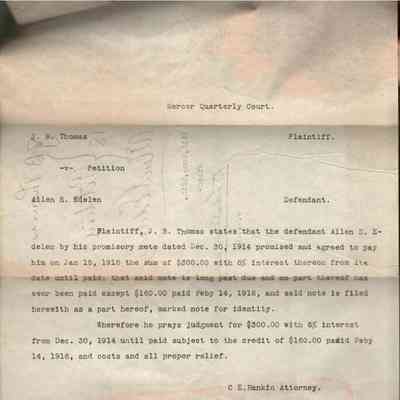 Mercer Quarterly Court.
J. B. Thomas Plaintiff.
-v- Petition
Allen E. Edelen Defendant.
Plaintiff, J. B. Thomas states that the defendant Allen E. E-
delen by his promissory note dated Dec. 30, 1914 promised and agreed to pay
him on Jan 15, 1915 the sum of $300.00 with 6% interest thereon from its
date until paid; that said note is long past due and no part thereof has
ever been paid except $160.00 paid Feby 14, 1916, and said note is filed
herewith as a part hereof, marked note for identity.
Wherefore he prays judgment for $300.00 with 6% interest
from Dec. 30, 1914 until paid subject to the credit of $160.00 paid Feby
14, 1916, and costs and all proper relief.
C E. Rankin Attorney.